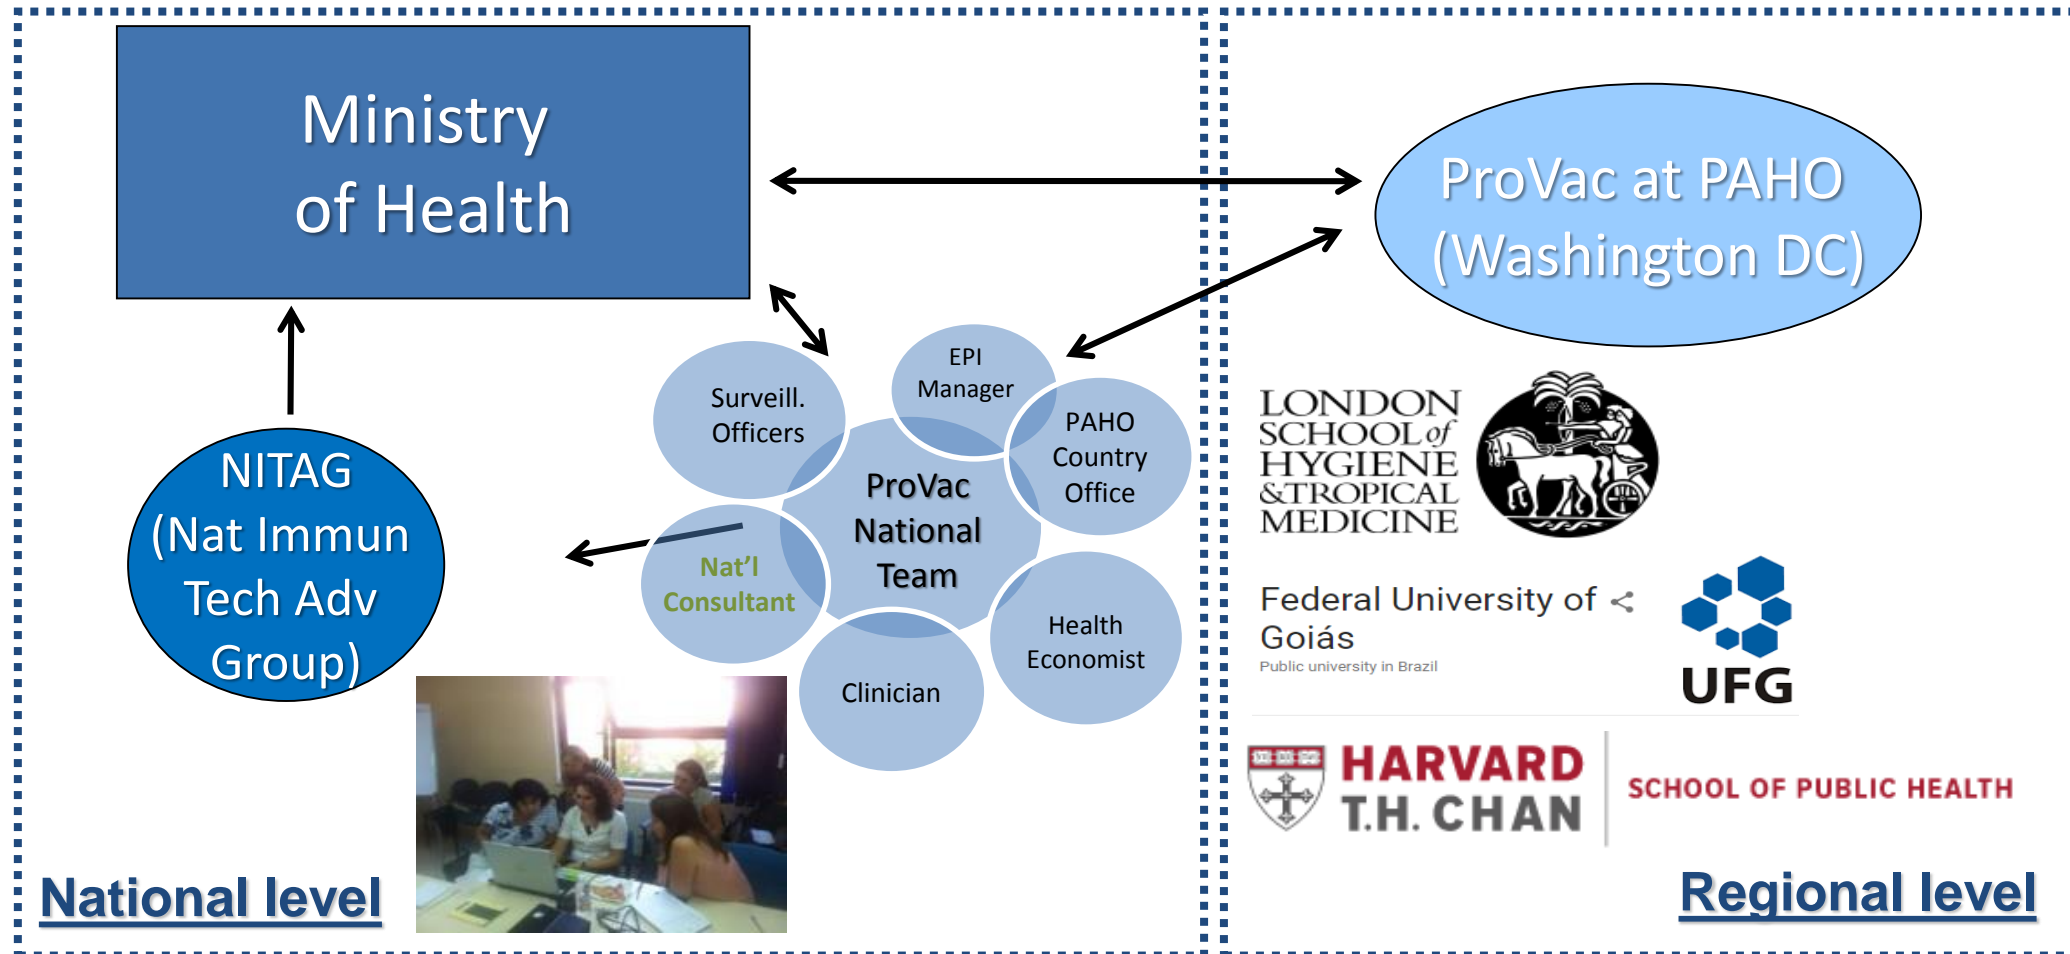 Ministry
of Health
ProVac at PAHO
(Washington DC)
NITAG
(Nat Immun
Tech Adv
Group)
Surveill.
Officers
EPI
Manager
PAHO
Country
Office
ProVac
National
Team
Nat'l
Consultant
Health
Economist
Clinician
LONDON
SCHOOL of
HYGIENE
&TROPICAL
MEDICINE
Federal University of
Goiás
Public university in Brazil
UFG
HARVARD
T.H. CHAN
SCHOOL OF PUBLIC HEALTH
National level
Regional level